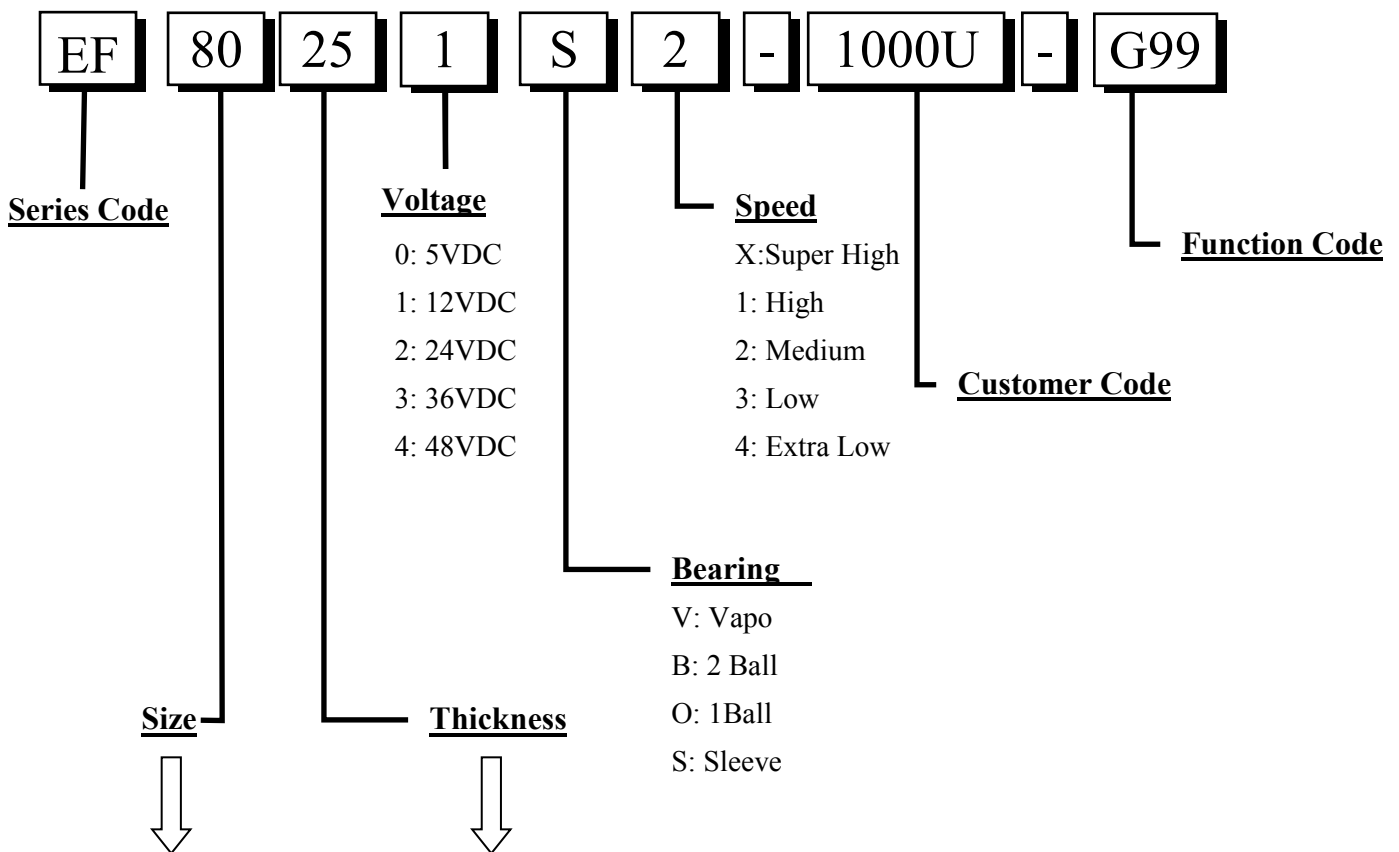 EF 80 25 1 S 2 - 1000U - G99
Series Code
Voltage
0: 5VDC
1: 12VDC
2: 24VDC
3: 36VDC
4: 48VDC
Speed
X:Super High
1: High
2: Medium
3: Low
4: Extra Low
Function Code
Customer Code
Bearing
V: Vapo
B: 2 Ball
O: 1Ball
S: Sleeve
Size
Thickness